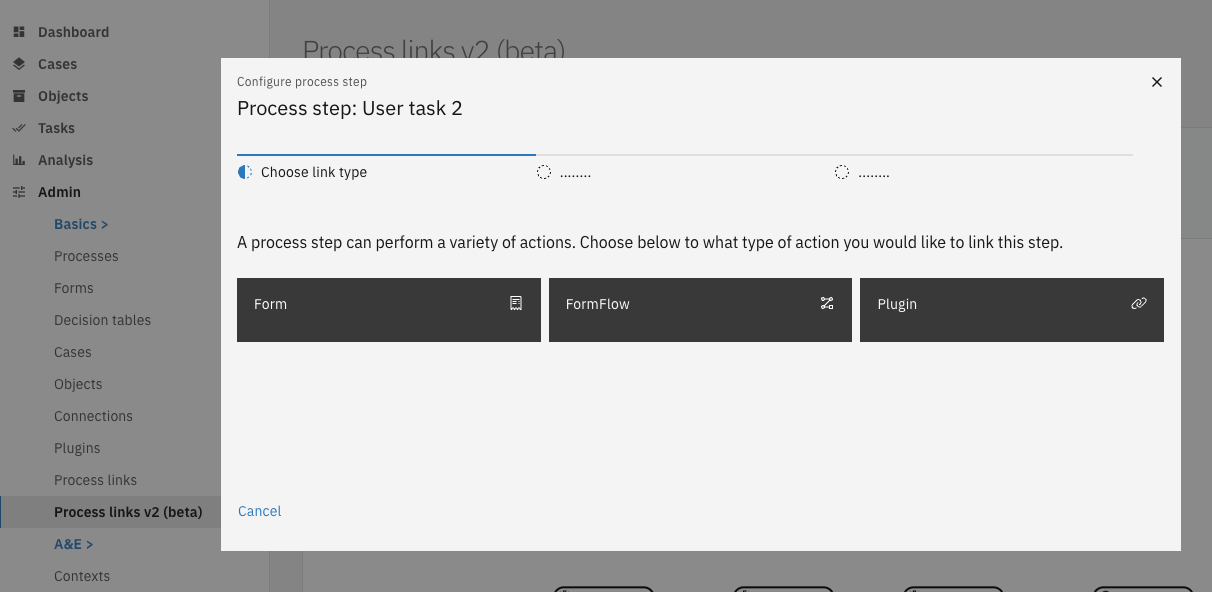 Dashboard
Cases
Objects
Tasks
Analysis
Admin
Basics >
Processes
Forms
Decision tables
Cases
Objects
Connections
Plugins
Process links
Process links v2 (beta)
A&E >
Contexts
Process links v2 (beta)
Configure process step
Process step: User task 2
Choose link type
........
........
A process step can perform a variety of actions. Choose below to what type of action you would like to link this step.
Form
FormFlow
Plugin
Cancel